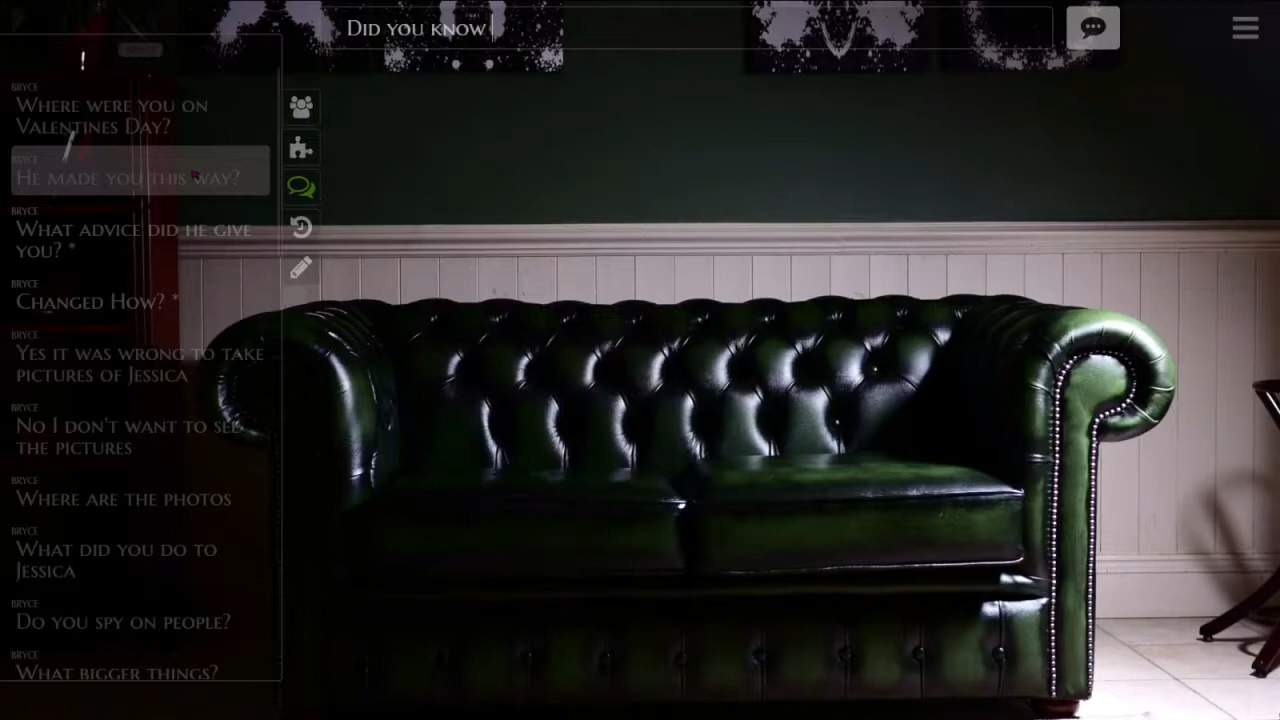 Did you know
BRYCE
Where were you on
Valentines Day?
BRYCE
He made you this way?
BRYCE
What advice did he give
you? *
BRYCE
Changed How? *
BRYCE
Yes it was wrong to take
pictures of Jessica
BRYCE
No I don't want to see
the pictures
BRYCE
Where are the photos
BRYCE
What did you do to
Jessica
BRYCE
Do you spy on people?
BRYCE
What bigger things?